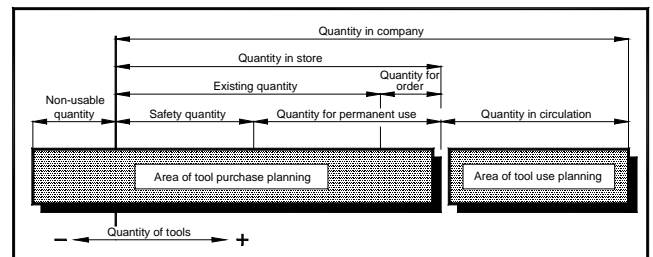 Quantity in company
Quantity in store
Existing quantity
Quantity for
order
Non-usable
quantity
Safety quantity
Quantity for permanent use
Quantity in circulation
Area of tool purchase planning
Area of tool use planning
Quantity of tools
− +